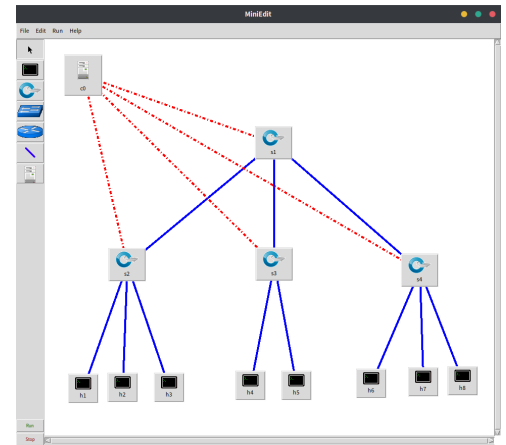 MiniEdit
File Edit Run Help
c0
s1
s2
s3
s4
h1
h2
h3
h4
h5
h6
h7
h8
Run
Stop